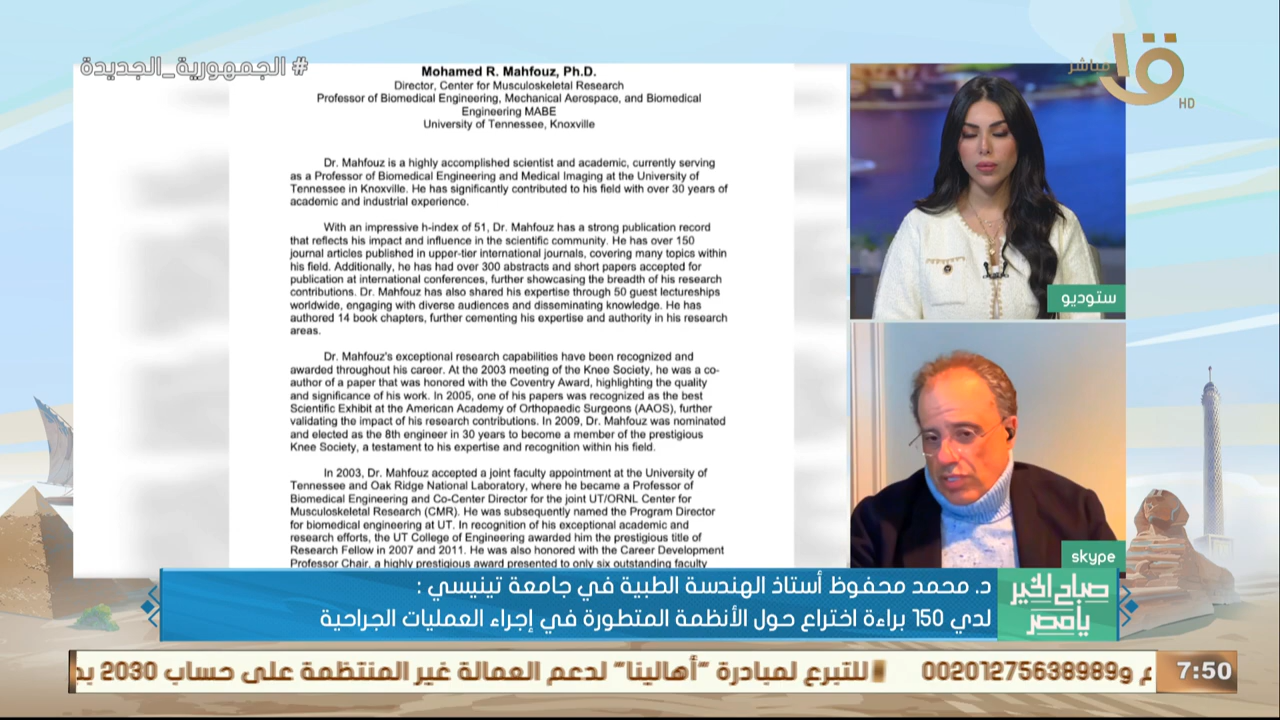 # الجمهورية_الجديدة
مباشر
HD
Mohamed R. Mahfouz, Ph.D.
Director, Center for Musculoskeletal Research
Professor of Biomedical Engineering, Mechanical Aerospace, and Biomedical
Engineering MABE
University of Tennessee, Knoxville
Dr. Mahfouz is a highly accomplished scientist and academic, currently serving
as a Professor of Biomedical Engineering and Medical Imaging at the University of
Tennessee in Knoxville. He has significantly contributed to his field with over 30 years of
academic and industrial experience.
With an impressive h-index of 51, Dr. Mahfouz has a strong publication record
that reflects his impact and influence in the scientific community. He has over 150
journal articles published in upper-tier international journals, covering many topics within
his field. Additionally, he has had over 300 abstracts and short papers accepted for
publication at international conferences, further showcasing the breadth of his research
contributions. Dr. Mahfouz has also shared his expertise through 50 guest lectureships
worldwide, engaging with diverse audiences and disseminating knowledge. He has
authored 14 book chapters, further cementing his expertise and authority in his research
areas.
Dr. Mahfouz's exceptional research capabilities have been recognized and
awarded throughout his career. At the 2003 meeting of the Knee Society, he was a co-
author of a paper that was honored with the Coventry Award, highlighting the quality
and significance of his work. In 2005, one of his papers was recognized as the best
Scientific Exhibit at the American Academy of Orthopaedic Surgeons (AAOS), further
validating the impact of his research contributions. In 2009, Dr. Mahfouz was nominated
and elected as the 8th engineer in 30 years to become a member of the prestigious
Knee Society, a testament to his expertise and recognition within his field.
In 2003, Dr. Mahfouz accepted a joint faculty appointment at the University of
Tennessee and Oak Ridge National Laboratory, where he became a Professor of
Biomedical Engineering and Co-Center Director for the joint UT/ORNL Center for
Musculoskeletal Research (CMR). He was subsequently named the Program Director
for biomedical engineering at UT. In recognition of his exceptional academic and
research efforts, the UT College of Engineering awarded him the prestigious title of
Research Fellow in 2007 and 2011. He was also honored with the Career Development
Professor Chair, a highly prestigious award presented to only six outstanding faculty
ستوديو
skype
صباح الخير
يا مصر
د. محمد محفوظ أستاذ الهندسة الطبية في جامعة تينيسي :
لدي 150 براءة اختراع حول الأنظمة المتطورة في إجراء العمليات الجراحية
م و00201275638989 للتبرع لمبادرة "أهالينا" لدعم العمالة غير المنتظمة على حساب 2030 بد
7:50